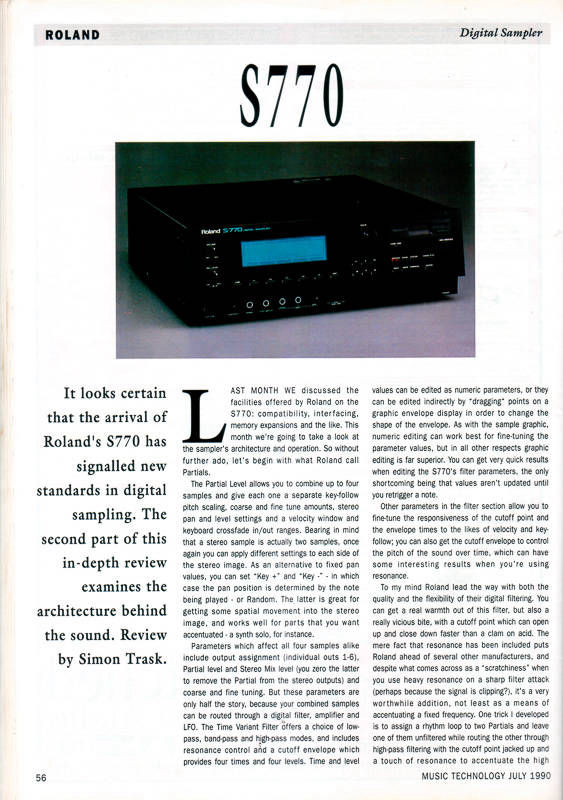 ROLAND
Digital Sampler
S770
Roland S-770 DIGITAL SAMPLER
It looks certain
that the arrival of
Roland's S770 has
signalled new
standards in digital
sampling. The
second part of this
in-depth review
examines the
architecture behind
the sound. Review
by Simon Trask.
LAST MONTH WE discussed the
facilities offered by Roland on the
S770: compatibility, interfacing,
memory expansions and the like. This
month we're going to take a look at
the sampler's architecture and operation. So without
further ado, let's begin with what Roland call
Partials.
The Partial Level allows you to combine up to four
samples and give each one a separate key-follow
pitch scaling, coarse and fine tune amounts, stereo
pan and level settings and a velocity window and
keyboard crossfade in/out ranges. Bearing in mind
that a stereo sample is actually two samples, once
again you can apply different settings to each side of
the stereo image. As an alternative to fixed pan
values, you can set "Key +" and "Key -" - in which
case the pan position is determined by the note
being played - or Random. The latter is great for
getting some spatial movement into the stereo
image, and works well for parts that you want
accentuated - a synth solo, for instance.
Parameters which affect all four samples alike
include output assignment (individual outs 1-6),
Partial level and Stereo Mix level (you zero the latter
to remove the Partial from the stereo outputs) and
coarse and fine tuning. But these parameters are
only half the story, because your combined samples
can be routed through a digital filter, amplifier and
LFO. The Time Variant Filter offers a choice of low-
pass, band-pass and high-pass modes, and includes
resonance control and a cutoff envelope which
provides four times and four levels. Time and level
values can be edited as numeric parameters, or they
can be edited indirectly by "dragging" points on a
graphic envelope display in order to change the
shape of the envelope. As with the sample graphic,
numeric editing can work best for fine-tuning the
parameter values, but in all other respects graphic
editing is far superior. You can get very quick results
when editing the S770's filter parameters, the only
shortcoming being that values aren't updated until
you retrigger a note.
Other parameters in the filter section allow you to
fine-tune the responsiveness of the cutoff point and
the envelope times to the likes of velocity and key-
follow; you can also get the cutoff envelope to control
the pitch of the sound over time, which can have
some interesting results when you're using
resonance.
To my mind Roland lead the way with both the
quality and the flexibility of their digital filtering. You
can get a real warmth out of this filter, but also a
really vicious bite, with a cutoff point which can open
up and close down faster than a clam on acid. The
mere fact that resonance has been included puts
Roland ahead of several other manufacturers, and
despite what comes across as a "scratchiness" when
you use heavy resonance on a sharp filter attack
(perhaps because the signal is clipping?), it's a very
worthwhile addition, not least as a means of
accentuating a fixed frequency. One trick I developed
is to assign a rhythm loop to two Partials and leave
one of them unfiltered while routing the other through
high-pass filtering with the cutoff point jacked up and
a touch of resonance to accentuate the high
56
MUSIC TECHNOLOGY JULY 1990